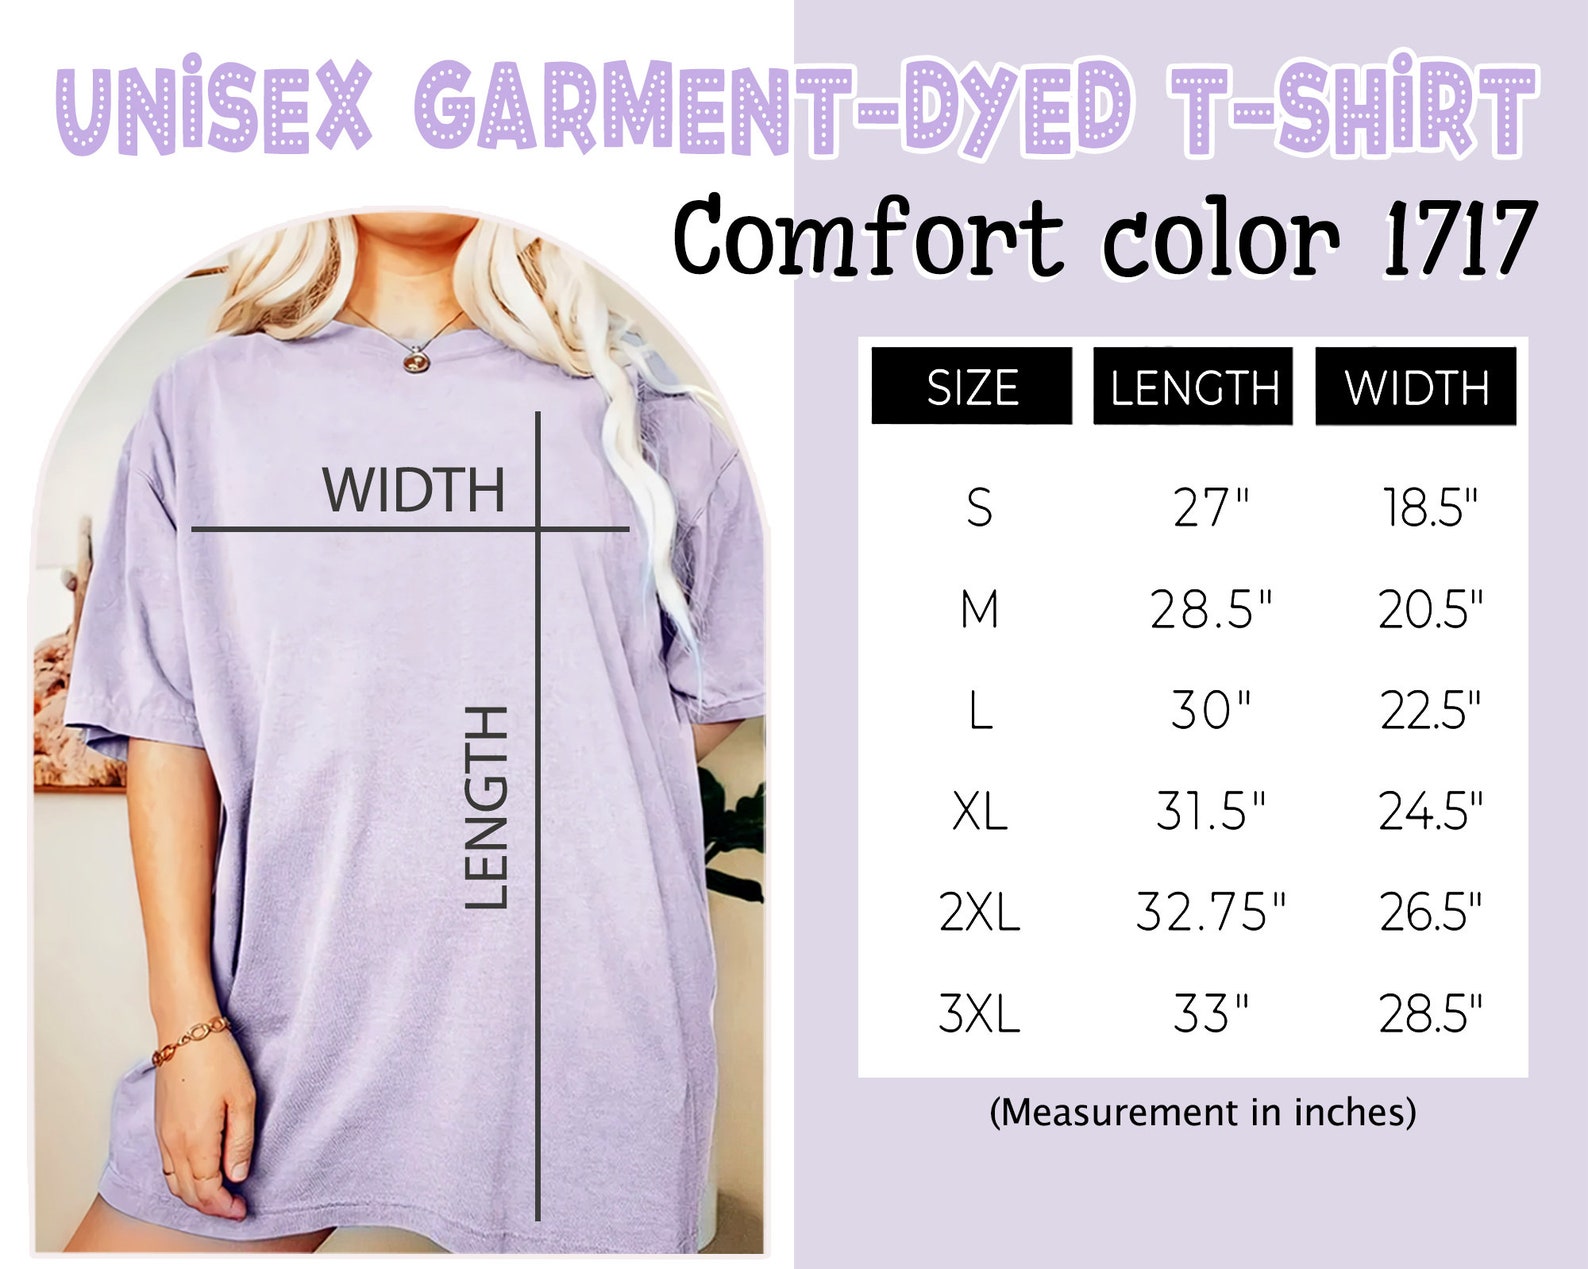 UNiSEX GARMENT-DYED T-SHiRT
Comfort color 1717
WIDTH
LENGTH
SIZE LENGTH WIDTH
S 27" 18.5"
M 28.5" 20.5"
L 30" 22.5"
XL 31.5" 24.5"
2XL 32.75" 26.5"
3XL 33" 28.5"
(Measurement in inches)